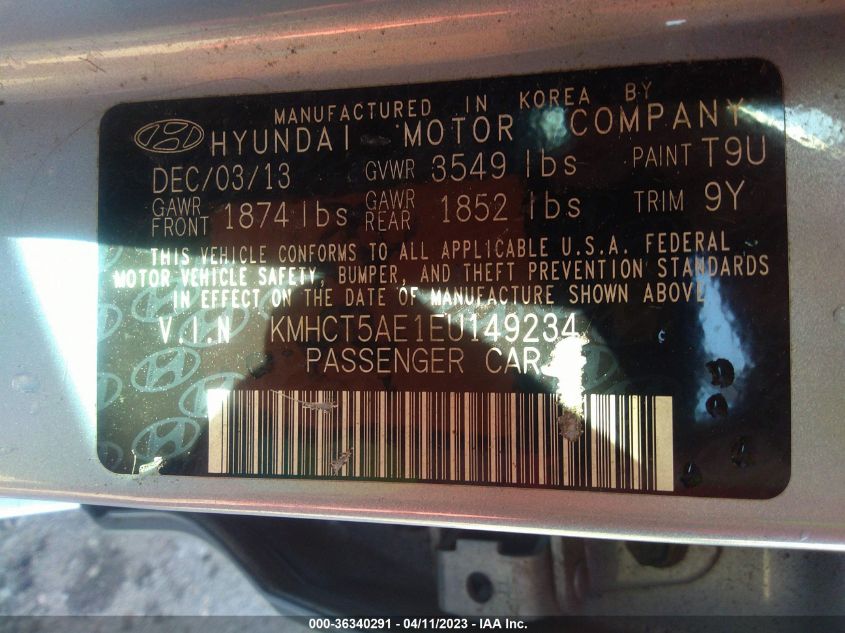 MANUFACTURED IN KOREA BY
HYUNDAI MOTOR COMPANY
DEC/03/13 GVWR 3549 lbs PAINT T9U
GAWR FRONT 1874 lbs GAWR REAR 1852 lbs TRIM 9Y
THIS VEHICLE CONFORMS TO ALL APPLICABLE U.S.A. FEDERAL
MOTOR VEHICLE SAFETY, BUMPER, AND THEFT PREVENTION STANDARDS
IN EFFECT ON THE DATE OF MANUFACTURE SHOWN ABOVE
V.I.N KMHCT5AE1EU149234
PASSENGER CAR
000-36340291 - 04/11/2023 - IAA Inc.